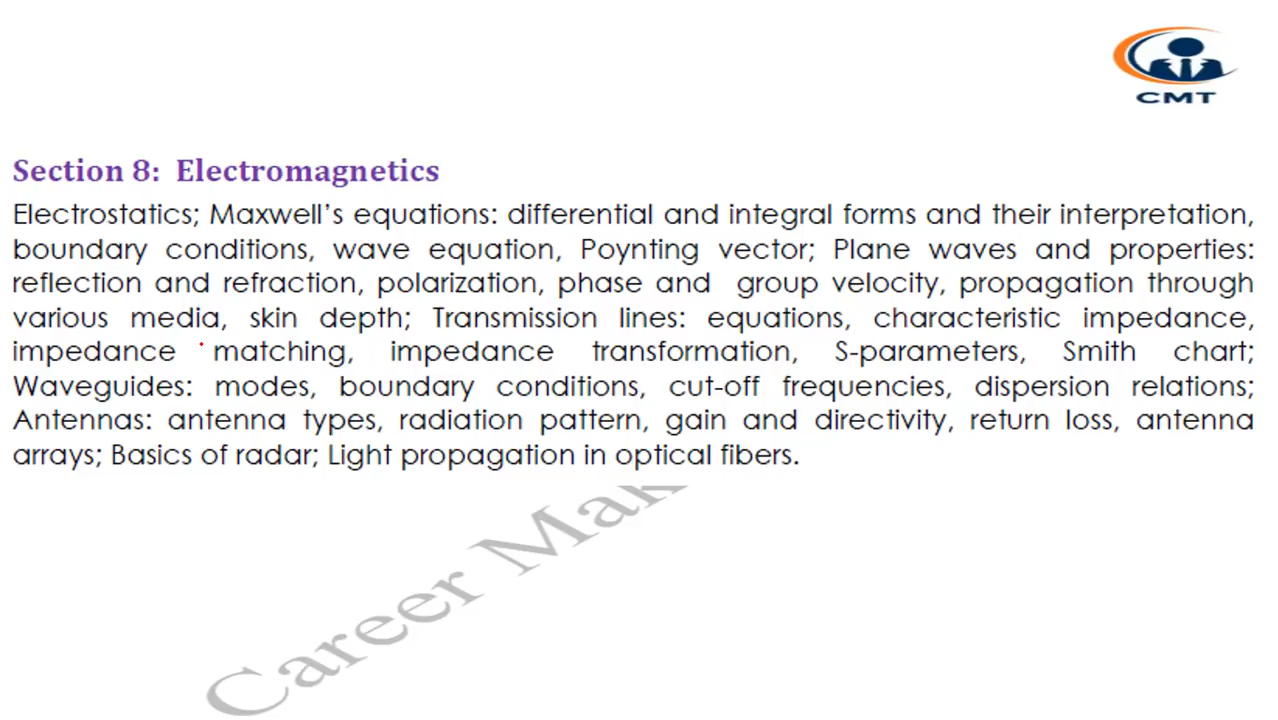 CMT
Section 8: Electromagnetics
Electrostatics; Maxwell's equations: differential and integral forms and their interpretation,
boundary conditions, wave equation, Poynting vector; Plane waves and properties:
reflection and refraction, polarization, phase and group velocity, propagation through
various media, skin depth; Transmission lines: equations, characteristic impedance,
impedance matching, impedance transformation, S-parameters, Smith chart;
Waveguides: modes, boundary conditions, cut-off frequencies, dispersion relations;
Antennas: antenna types, radiation pattern, gain and directivity, return loss, antenna
arrays; Basics of radar; Light propagation in optical fibers.
Career